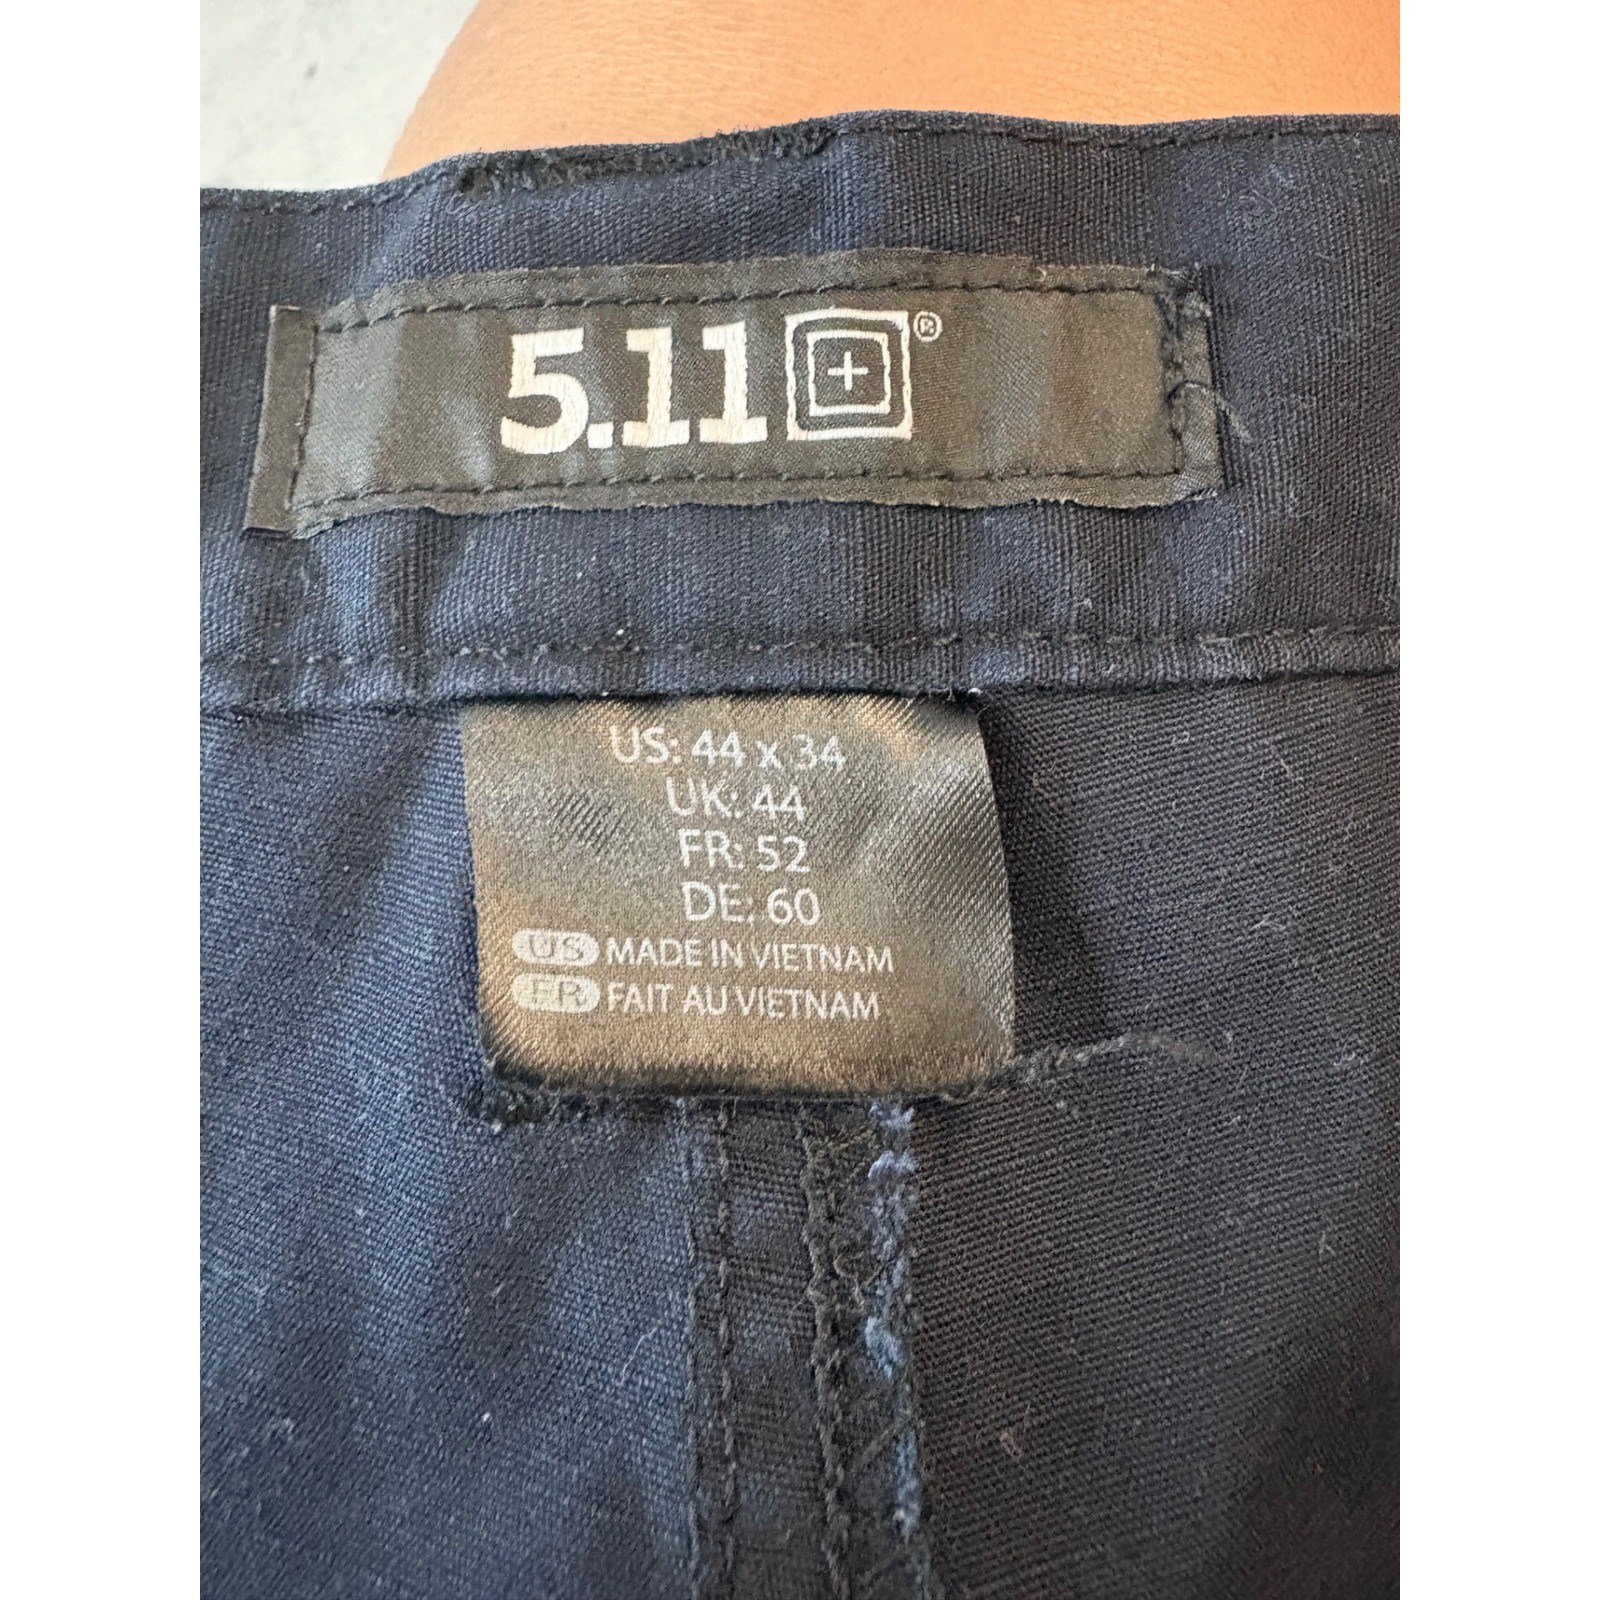 5.11®
US: 44 x 34
UK: 44
FR: 52
DE: 60
US MADE IN VIETNAM
FR FAIT AU VIETNAM